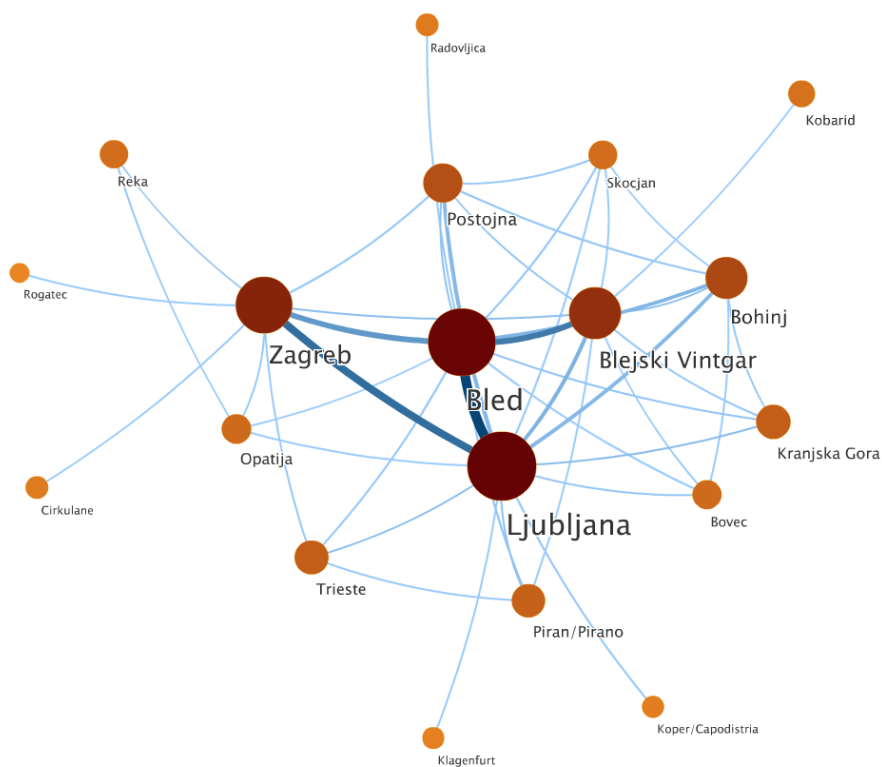 Radovljica
Kobarid
Reka
Skocjan
Postojna
Rogatec
Bohinj
Zagreb
Blejski Vintgar
Bled
Opatija
Kranjska Gora
Cirkulane
Ljubljana
Bovec
Trieste
Piran/Pirano
Koper/Capodistria
Klagenfurt